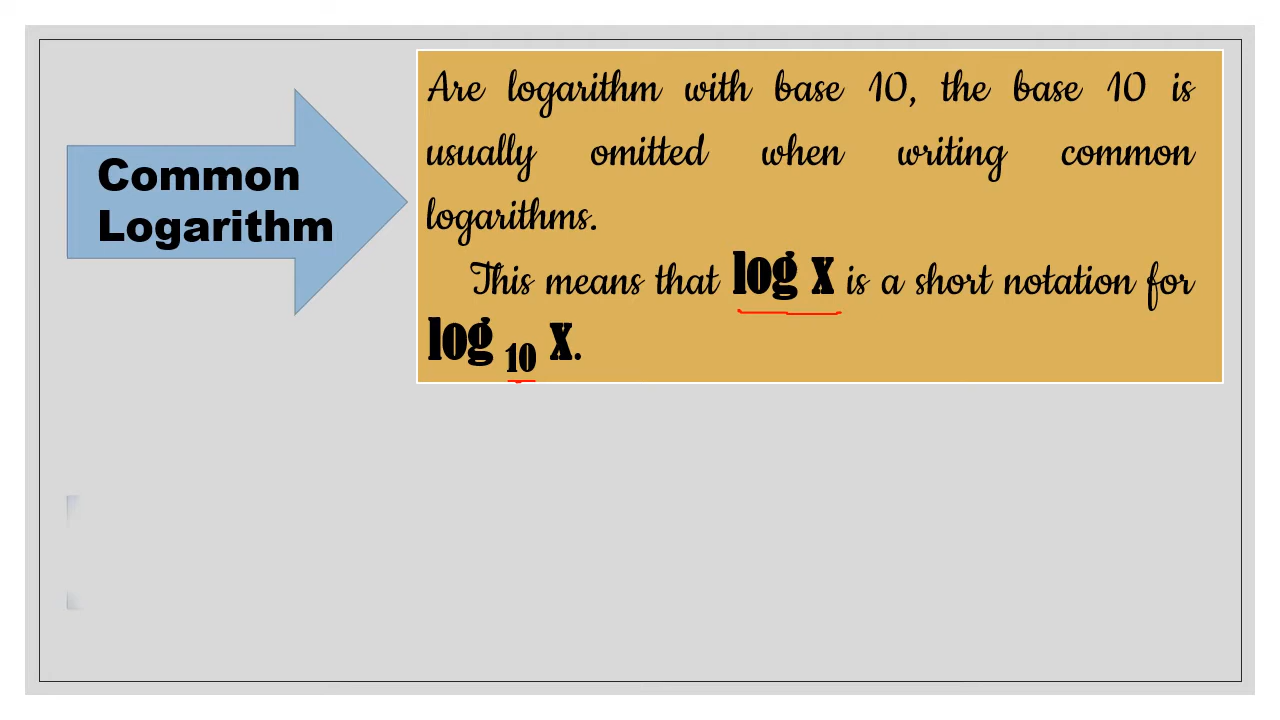 Common
Logarithm
Are logarithm with base 10, the base 10 is
usually omitted when writing common
logarithms.
This means that log x is a short notation for
log 10 x.